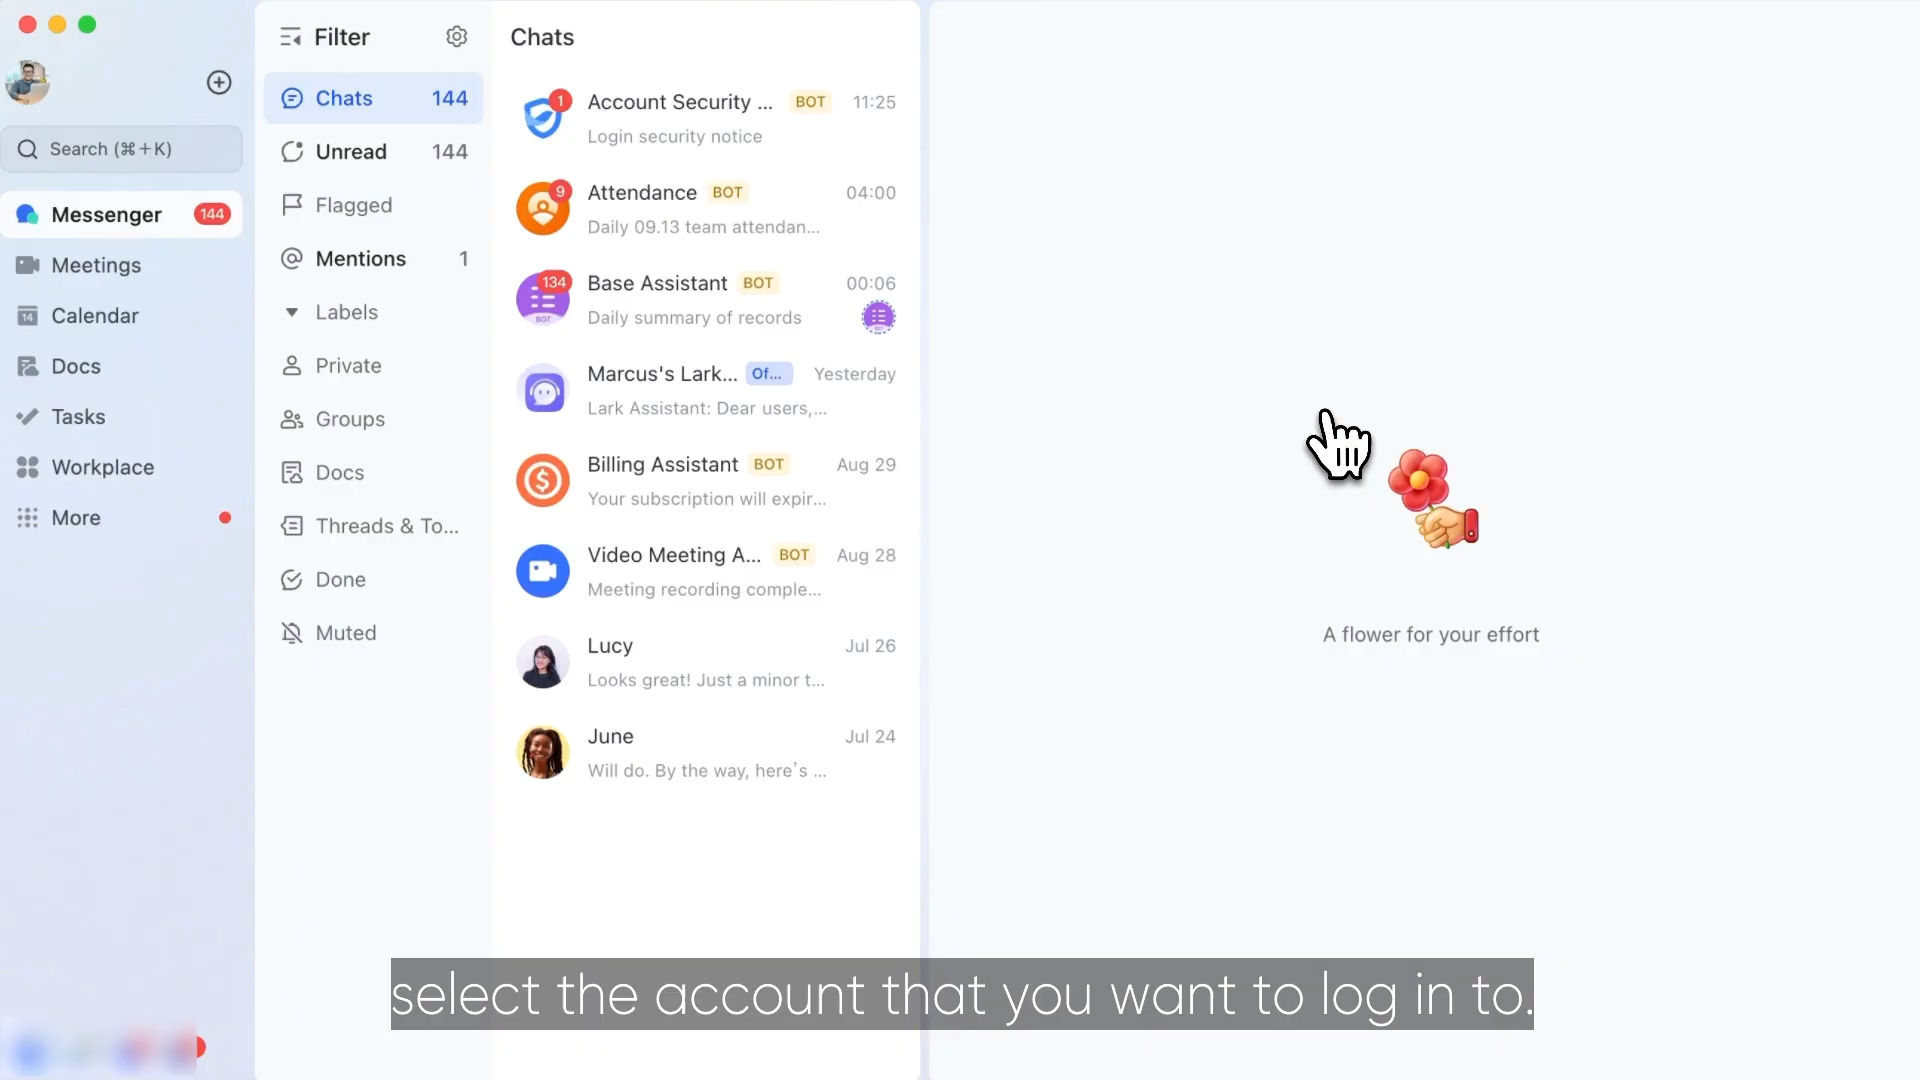 Search (⌘+K)
Messenger 144
Meetings
14 Calendar
Docs
Tasks
Workplace
More
Filter
Chats 144
Unread 144
Flagged
Mentions 1
Labels
Private
Groups
Docs
Threads & To...
Done
Muted
Chats
1 Account Security ... BOT 11:25
Login security notice
9 Attendance BOT 04:00
Daily 09.13 team attendan...
134 Base Assistant BOT 00:06
BOT Daily summary of records
Marcus's Lark... Of... Yesterday
Lark Assistant: Dear users,...
Billing Assistant BOT Aug 29
Your subscription will expir...
Video Meeting A... BOT Aug 28
Meeting recording comple...
Lucy Jul 26
Looks great! Just a minor t...
June Jul 24
Will do. By the way, here's ...
A flower for your effort
select the account that you want to log in to.